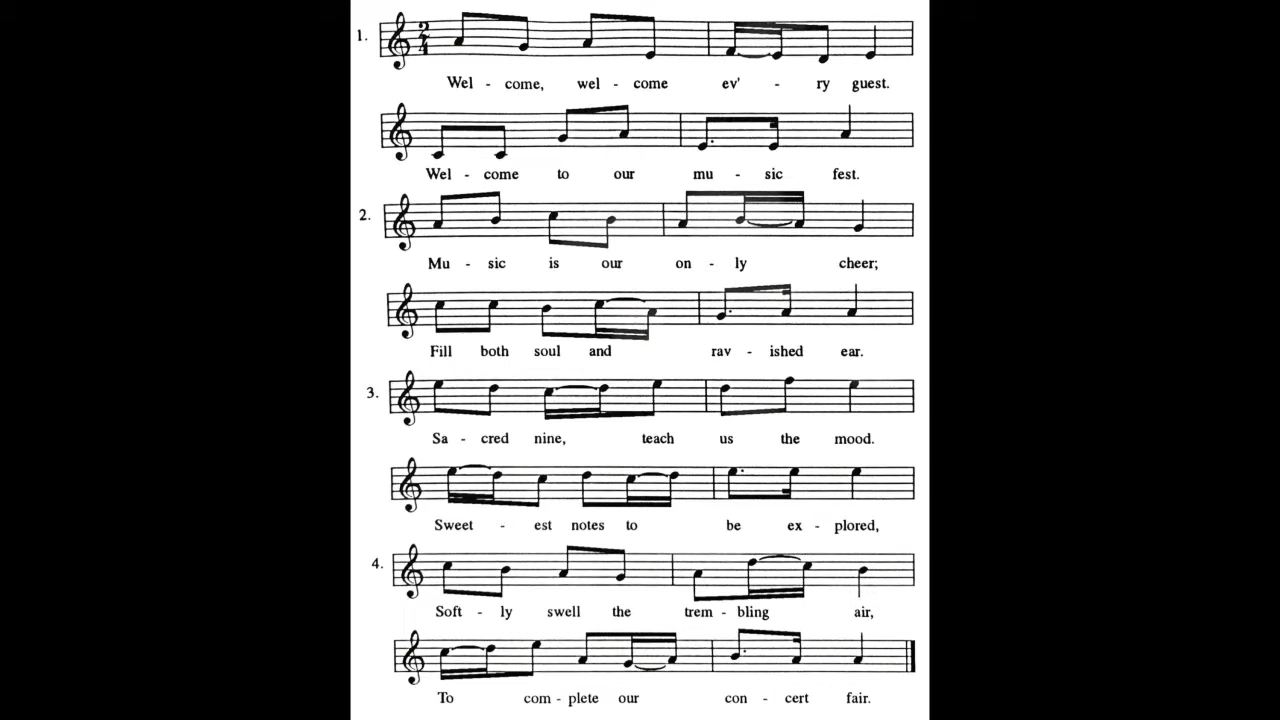 1. 2/4
Wel - come, wel - come ev' - ry guest.
Wel - come to our mu - sic fest.
2.
Mu - sic is our on - ly cheer;
Fill both soul and rav - ished ear.
3.
Sa - cred nine, teach us the mood.
Sweet - est notes to be ex - plored,
4.
Soft - ly swell the trem - bling air,
To com - plete our con - cert fair.